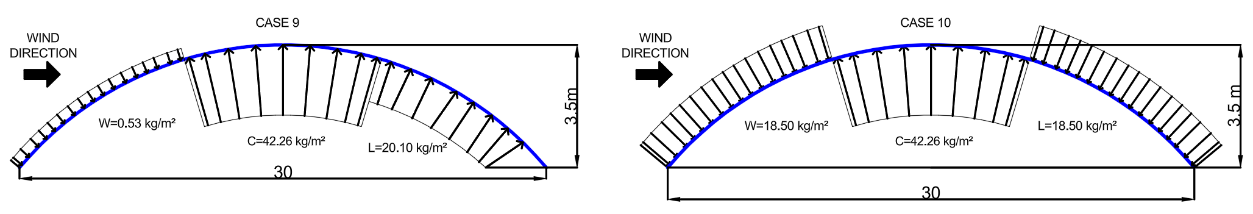 CASE 9
WIND
DIRECTION
W=0.53 kg/m²
C=42.26 kg/m²
L=20.10 kg/m²
3.5m
30
CASE 10
WIND
DIRECTION
W=18.50 kg/m²
C=42.26 kg/m²
L=18.50 kg/m²
3.5 m
30